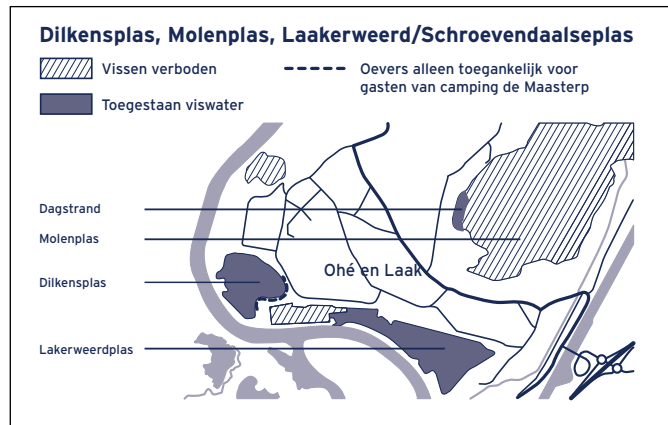 Dilkensplas, Molenplas, Laakerweerd/Schroevendaalseplas
Vissen verboden
Oevers alleen toegankelijk voor
gasten van camping de Maasterp
Toegestaan viswater
Dagstrand
Molenplas
Ohé en Laak
Dilkensplas
Lakerweerdplas